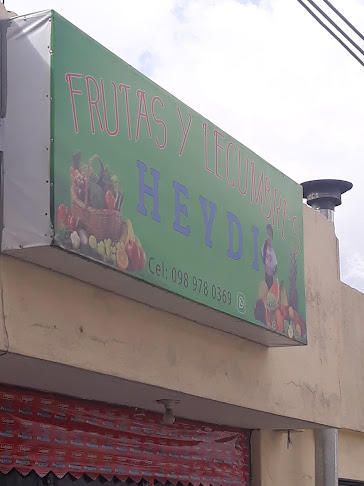 FRUTAS Y LEGUMBRES
HEYDI
Cel: 098 978 0369